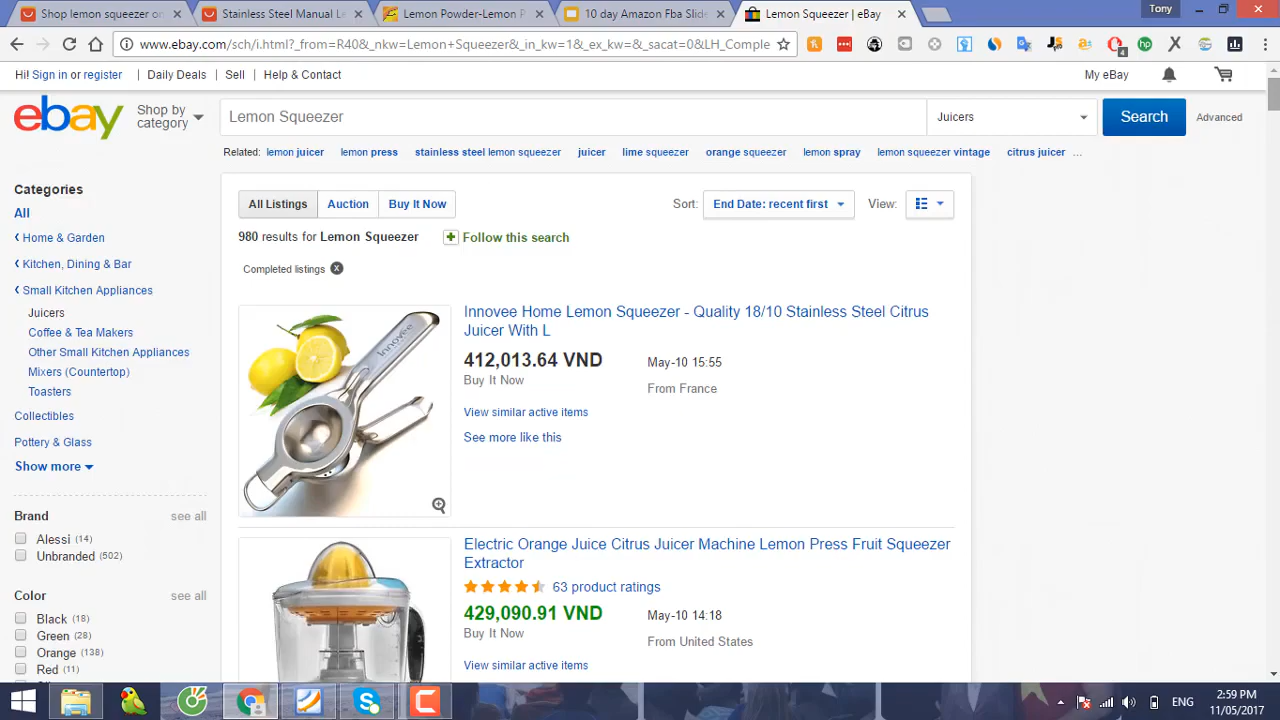 Shop lemon squeezer on
Stainless Steel Manual Le
Lemon Powder-Lemon P
10 day Amazon Fba Slide
Lemon Squeezer | eBay
Tony
www.ebay.com/sch/i.html?_from=R40&_nkw=Lemon+Squeezer&_in_kw=1&_ex_kw=&_sacat=0&LH_Comple
Hi! Sign in or register
Daily Deals
Sell
Help & Contact
My eBay
ebay
Shop by
category
Lemon Squeezer
Juicers
Search
Advanced
Related: lemon juicer lemon press stainless steel lemon squeezer juicer lime squeezer orange squeezer lemon spray lemon squeezer vintage citrus juicer ...
Categories
All
Home & Garden
Kitchen, Dining & Bar
Small Kitchen Appliances
Juicers
Coffee & Tea Makers
Other Small Kitchen Appliances
Mixers (Countertop)
Toasters
Collectibles
Pottery & Glass
Show more
Brand see all
Alessi (14)
Unbranded (502)
Color see all
Black (18)
Green (28)
Orange (138)
Red (11)
All Listings Auction Buy It Now
Sort: End Date: recent first View:
980 results for Lemon Squeezer Follow this search
Completed listings x
innovee
Innovee Home Lemon Squeezer - Quality 18/10 Stainless Steel Citrus
Juicer With L
412,013.64 VND May-10 15:55
Buy It Now From France
View similar active items
See more like this
Electric Orange Juice Citrus Juicer Machine Lemon Press Fruit Squeezer
Extractor
63 product ratings
429,090.91 VND May-10 14:18
Buy It Now From United States
View similar active items
ENG
2:59 PM
11/05/2017